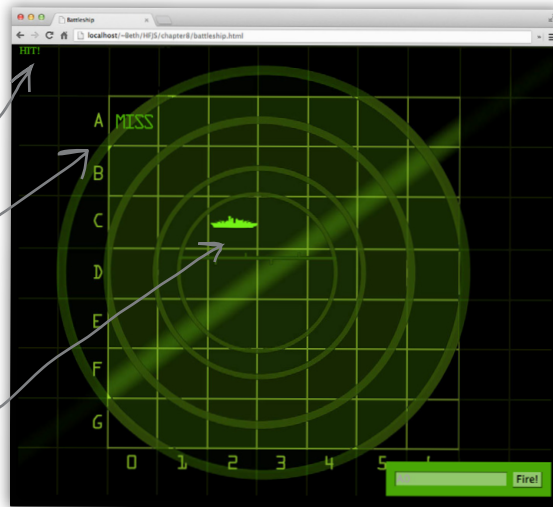 Battleship
localhost/~Beth/HFJS/chapter8/battleship.html
HIT!
A MISS
B
C
D
E
F
G
0 1 2 3 4 5
Fire!